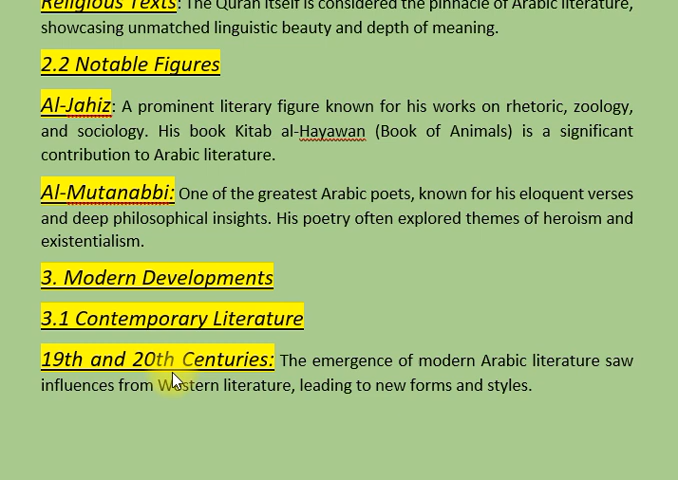 Religious Texts: The Quran itself is considered the pinnacle of Arabic literature,
showcasing unmatched linguistic beauty and depth of meaning.
2.2 Notable Figures
Al-Jahiz: A prominent literary figure known for his works on rhetoric, zoology,
and sociology. His book Kitab al-Hayawan (Book of Animals) is a significant
contribution to Arabic literature.
Al-Mutanabbi: One of the greatest Arabic poets, known for his eloquent verses
and deep philosophical insights. His poetry often explored themes of heroism and
existentialism.
3. Modern Developments
3.1 Contemporary Literature
19th and 20th Centuries: The emergence of modern Arabic literature saw
influences from Western literature, leading to new forms and styles.